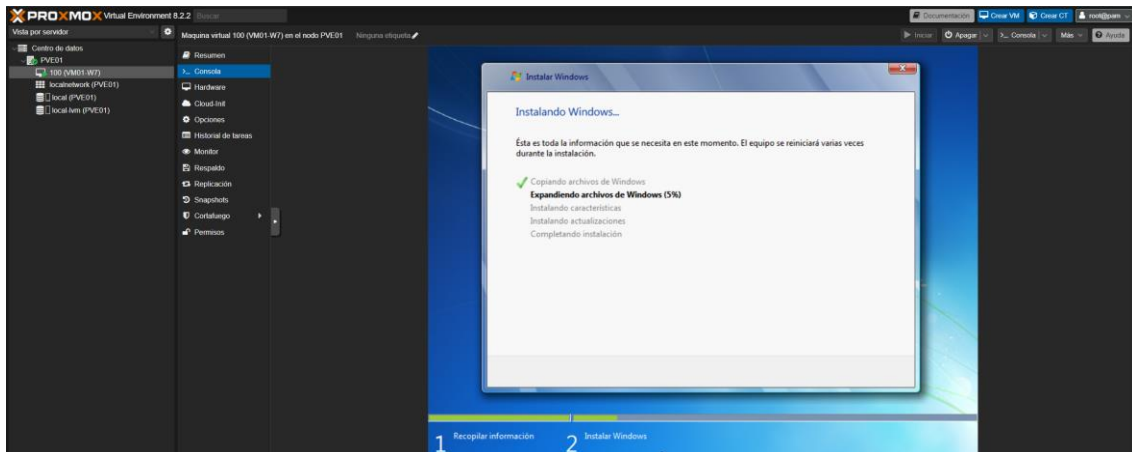 PROXMOX Virtual Environment 8.2.2 Buscar
Documentación Crear VM Crear CT root@pam
Vista por servidor
Maquina virtual 100 (VM01-W7) en el nodo PVE01 Ninguna etiqueta
Iniciar Apagar Consola Más Ayuda
Centro de datos
PVE01
100 (VM01-W7)
localnetwork (PVE01)
local (PVE01)
local-lvm (PVE01)
Resumen
>_ Consola
Hardware
Cloud-Init
Opciones
Historial de tareas
Monitor
Respaldo
Replicación
Snapshots
Cortafuego
Permisos
Instalar Windows
Instalando Windows...
Ésta es toda la información que se necesita en este momento. El equipo se reiniciará varias veces
durante la instalación.
Copiando archivos de Windows
Expandiendo archivos de Windows (5%)
Instalando características
Instalando actualizaciones
Completando instalación
1 Recopilar información 2 Instalar Windows